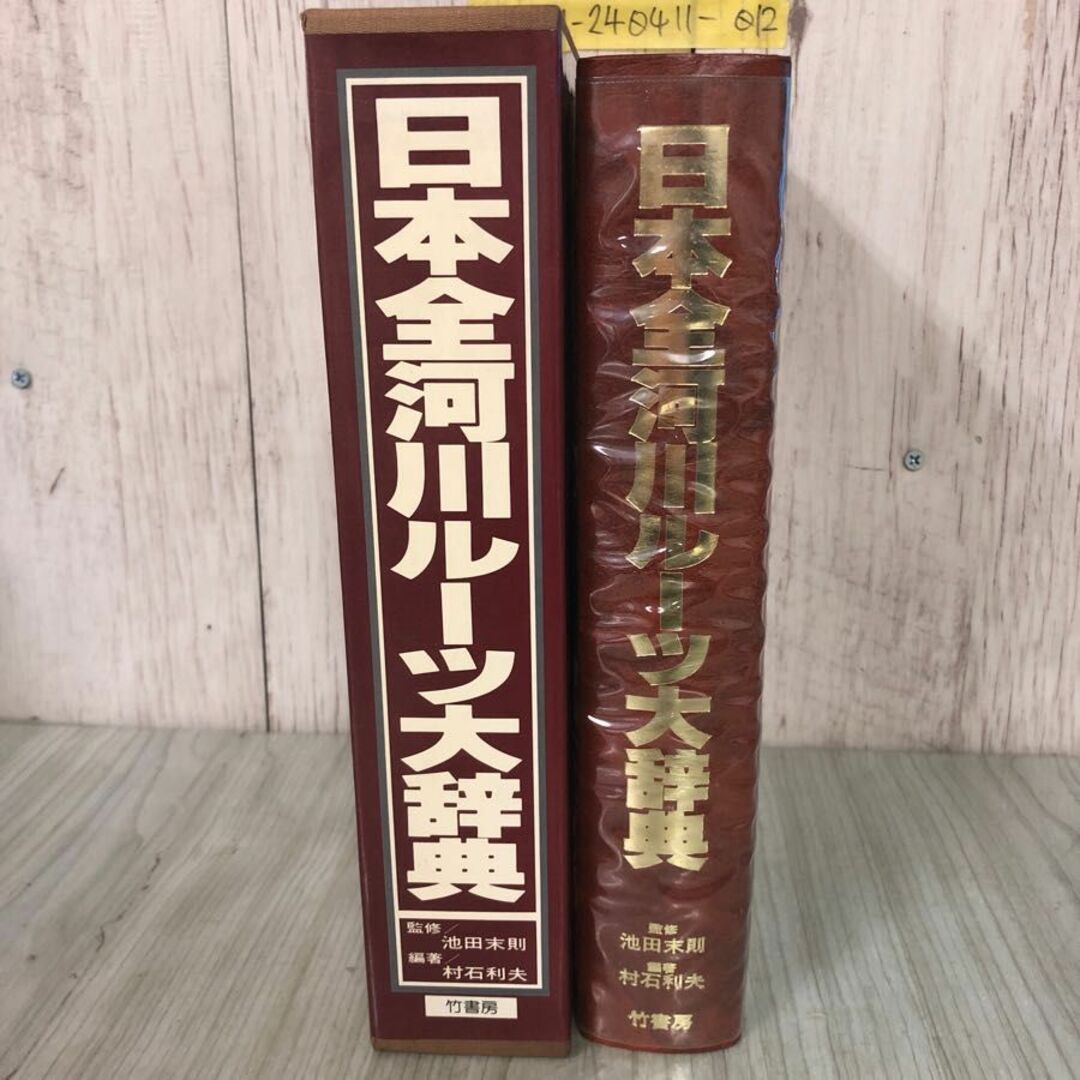 -240411-012
日本全河川ルーツ大辞典
監修/池田末則
編著/村石利夫
竹書房
日本全河川ルーツ大辞典
監修
池田末則
編著
村石利夫
竹書房